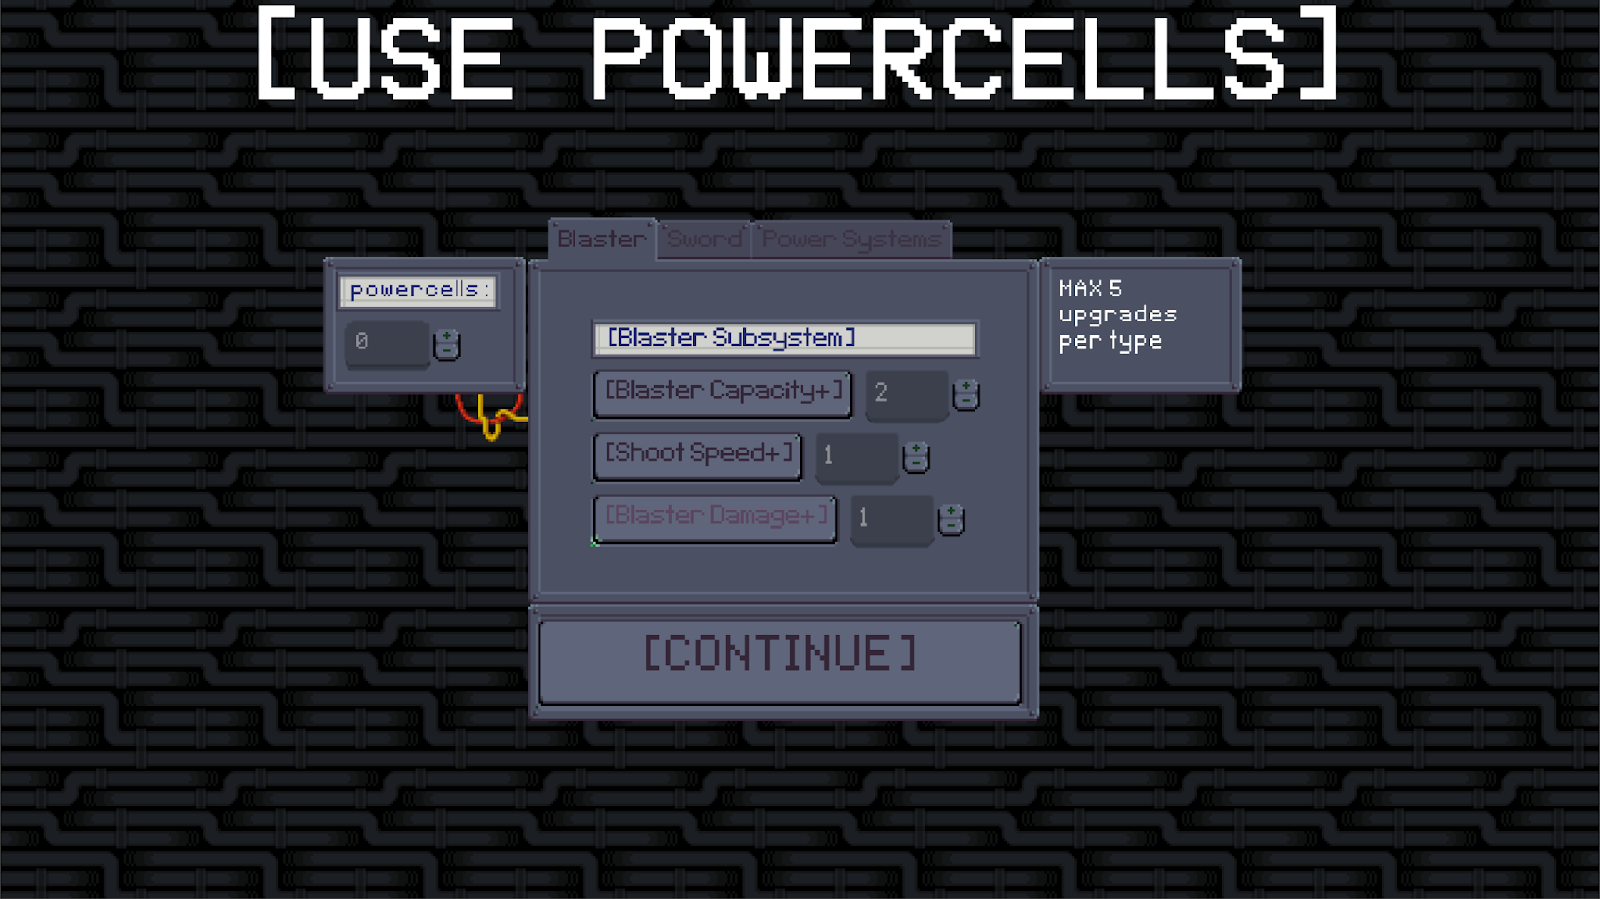 [USE POWERCELLS]
Blaster Sword Power Systems
powercells:
0
[Blaster Subsystem]
[Blaster Capacity+] 2
[Shoot Speed+] 1
[Blaster Damage+] 1
[CONTINUE]
MAX 5
upgrades
per type